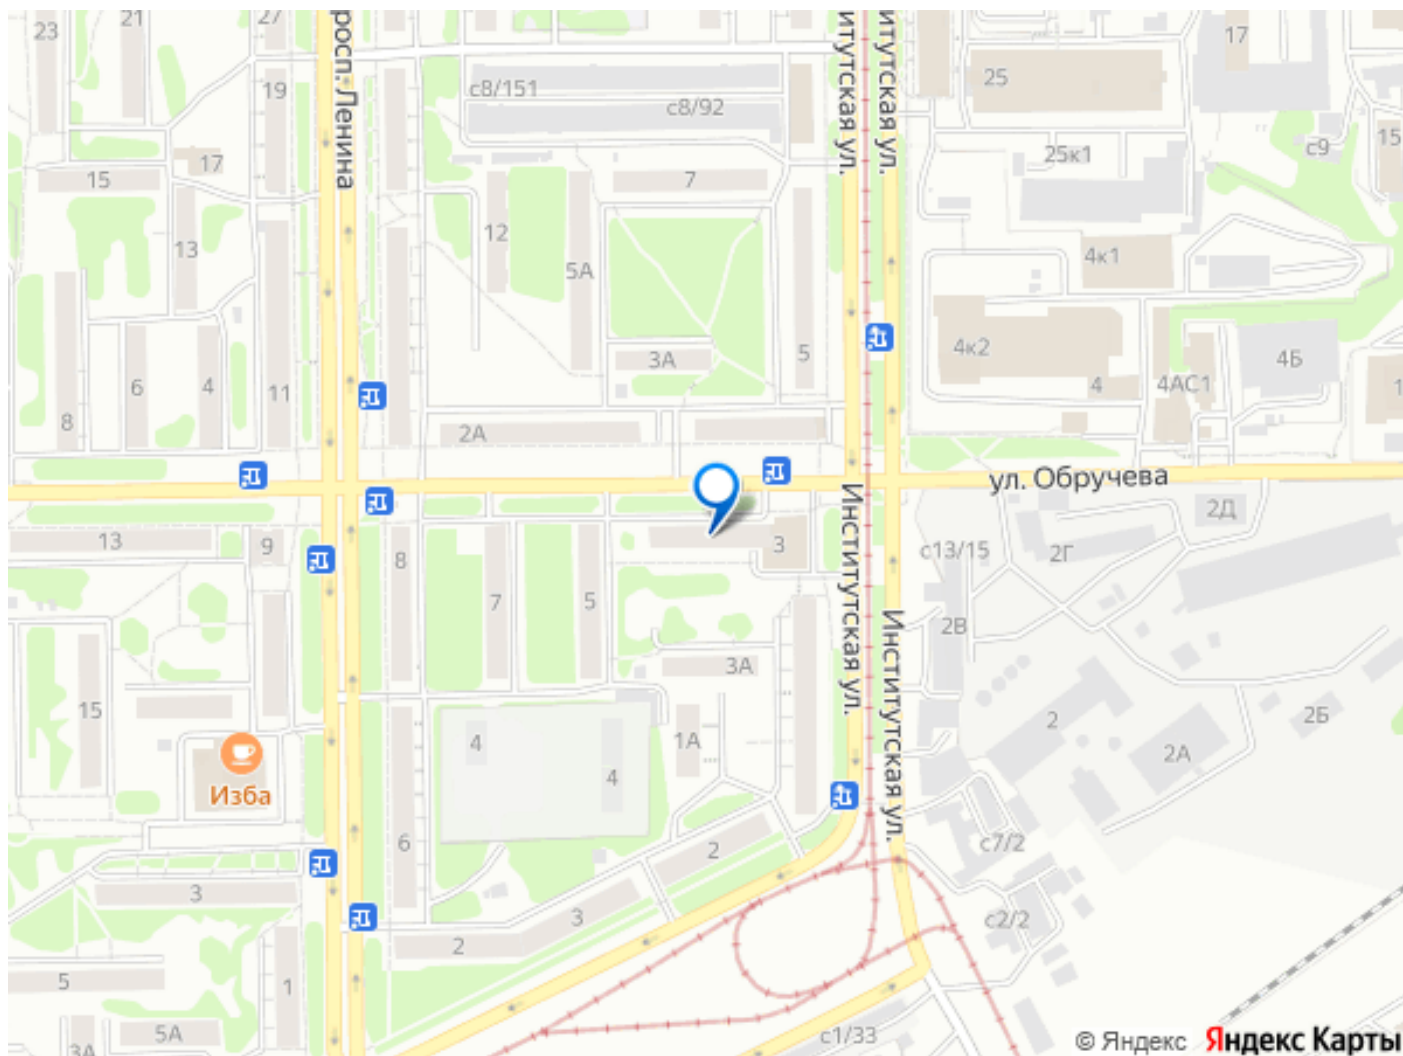 23
21
27
17
росп. Ленина
итутская ул.
итутская ул.
19
с8/151
с8/92
25
15
с9
17
25к1
15
7
13
12
5А
4к1
4к2
3А
5
4Б
6
4
11
4
4АС1
1
8
2А
ул. Обручева
2Д
13
9
8
3
с13/15
2Г
Институтская ул.
7
5
2В
Институтская ул.
3А
15
2
2Б
4
1А
2А
4
Изба
6
2
с7/2
3
3
с2/2
2
5
1
3А
5А
с1/33
© Яндекс Яндекс Карты